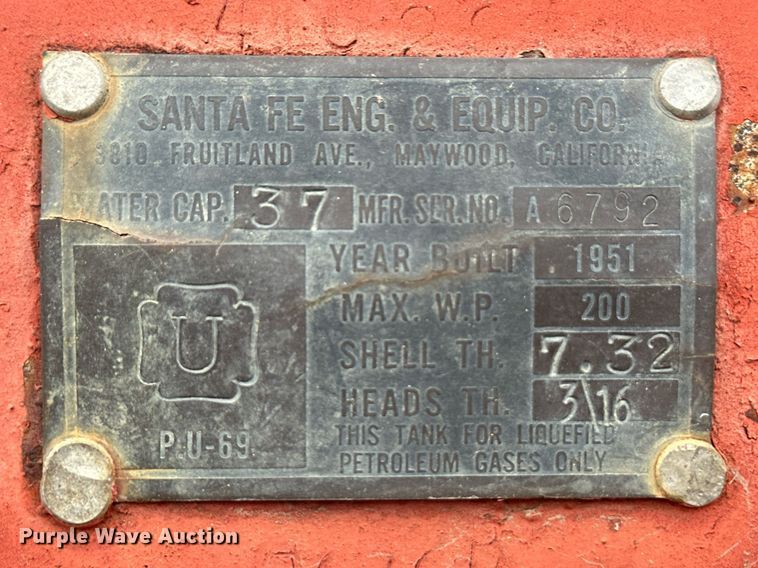 SANTA FE ENG. & EQUIP. CO.
3810 FRUITLAND AVE., MAYWOOD, CALIFORNIA
WATER CAP. 37 MFR. SER. NO. A 6792
YEAR BUILT 1951
MAX. W.P. 200
SHELL TH. 7.32
HEADS TH. 3\16
U
P.U-69.
THIS TANK FOR LIQUEFIED
PETROLEUM GASES ONLY
Purple Wave Auction